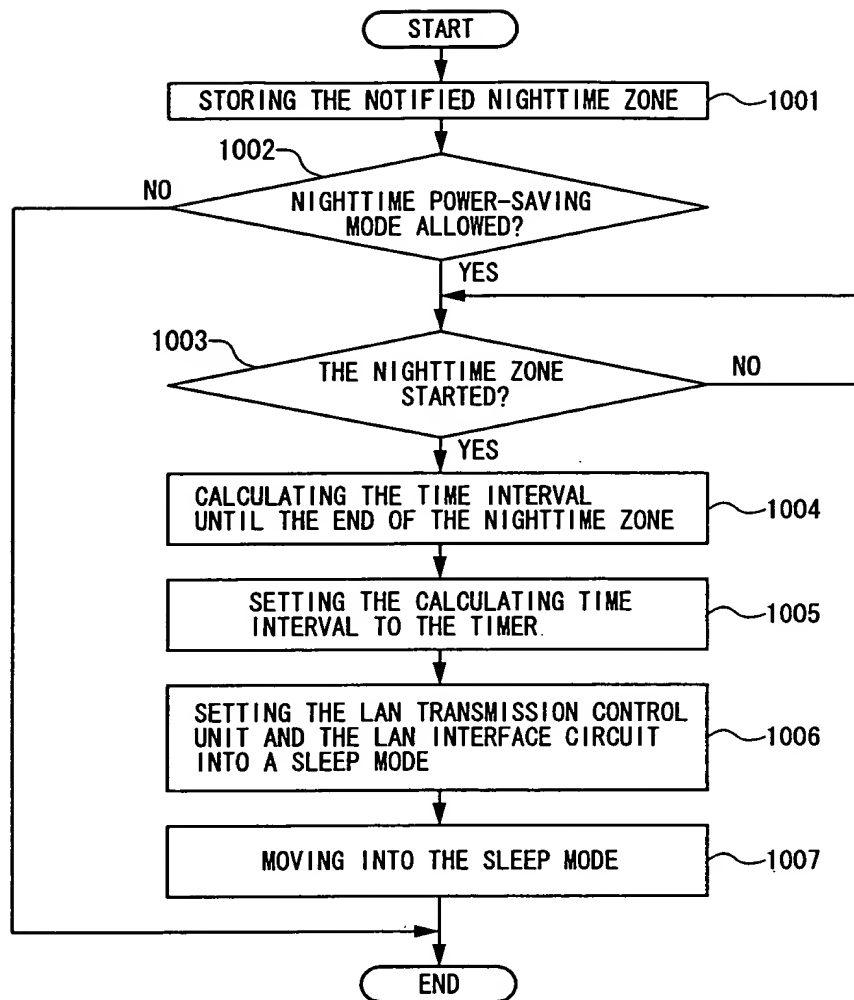 START
STORING THE NOTIFIED NIGHTTIME ZONE
1001
1002
NO
NIGHTTIME POWER-SAVING
MODE ALLOWED?
YES
1003
THE NIGHTTIME ZONE
STARTED?
NO
YES
CALCULATING THE TIME INTERVAL
UNTIL THE END OF THE NIGHTTIME ZONE
1004
SETTING THE CALCULATING TIME
INTERVAL TO THE TIMER
1005
SETTING THE LAN TRANSMISSION CONTROL
UNIT AND THE LAN INTERFACE CIRCUIT
INTO A SLEEP MODE
1006
MOVING INTO THE SLEEP MODE
1007
END